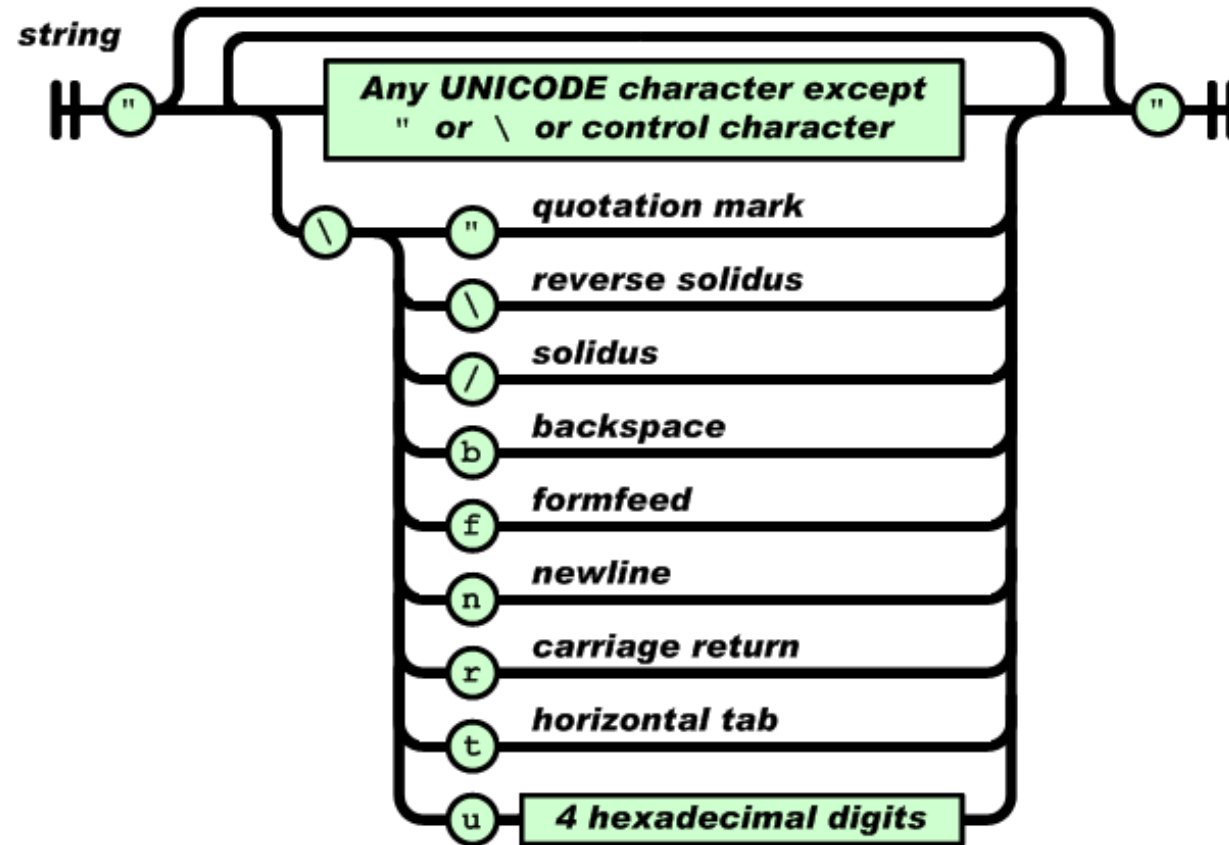 string
"
Any UNICODE character except
" or \ or control character
"
\
" quotation mark
\ reverse solidus
/ solidus
b backspace
f formfeed
n newline
r carriage return
t horizontal tab
u 4 hexadecimal digits